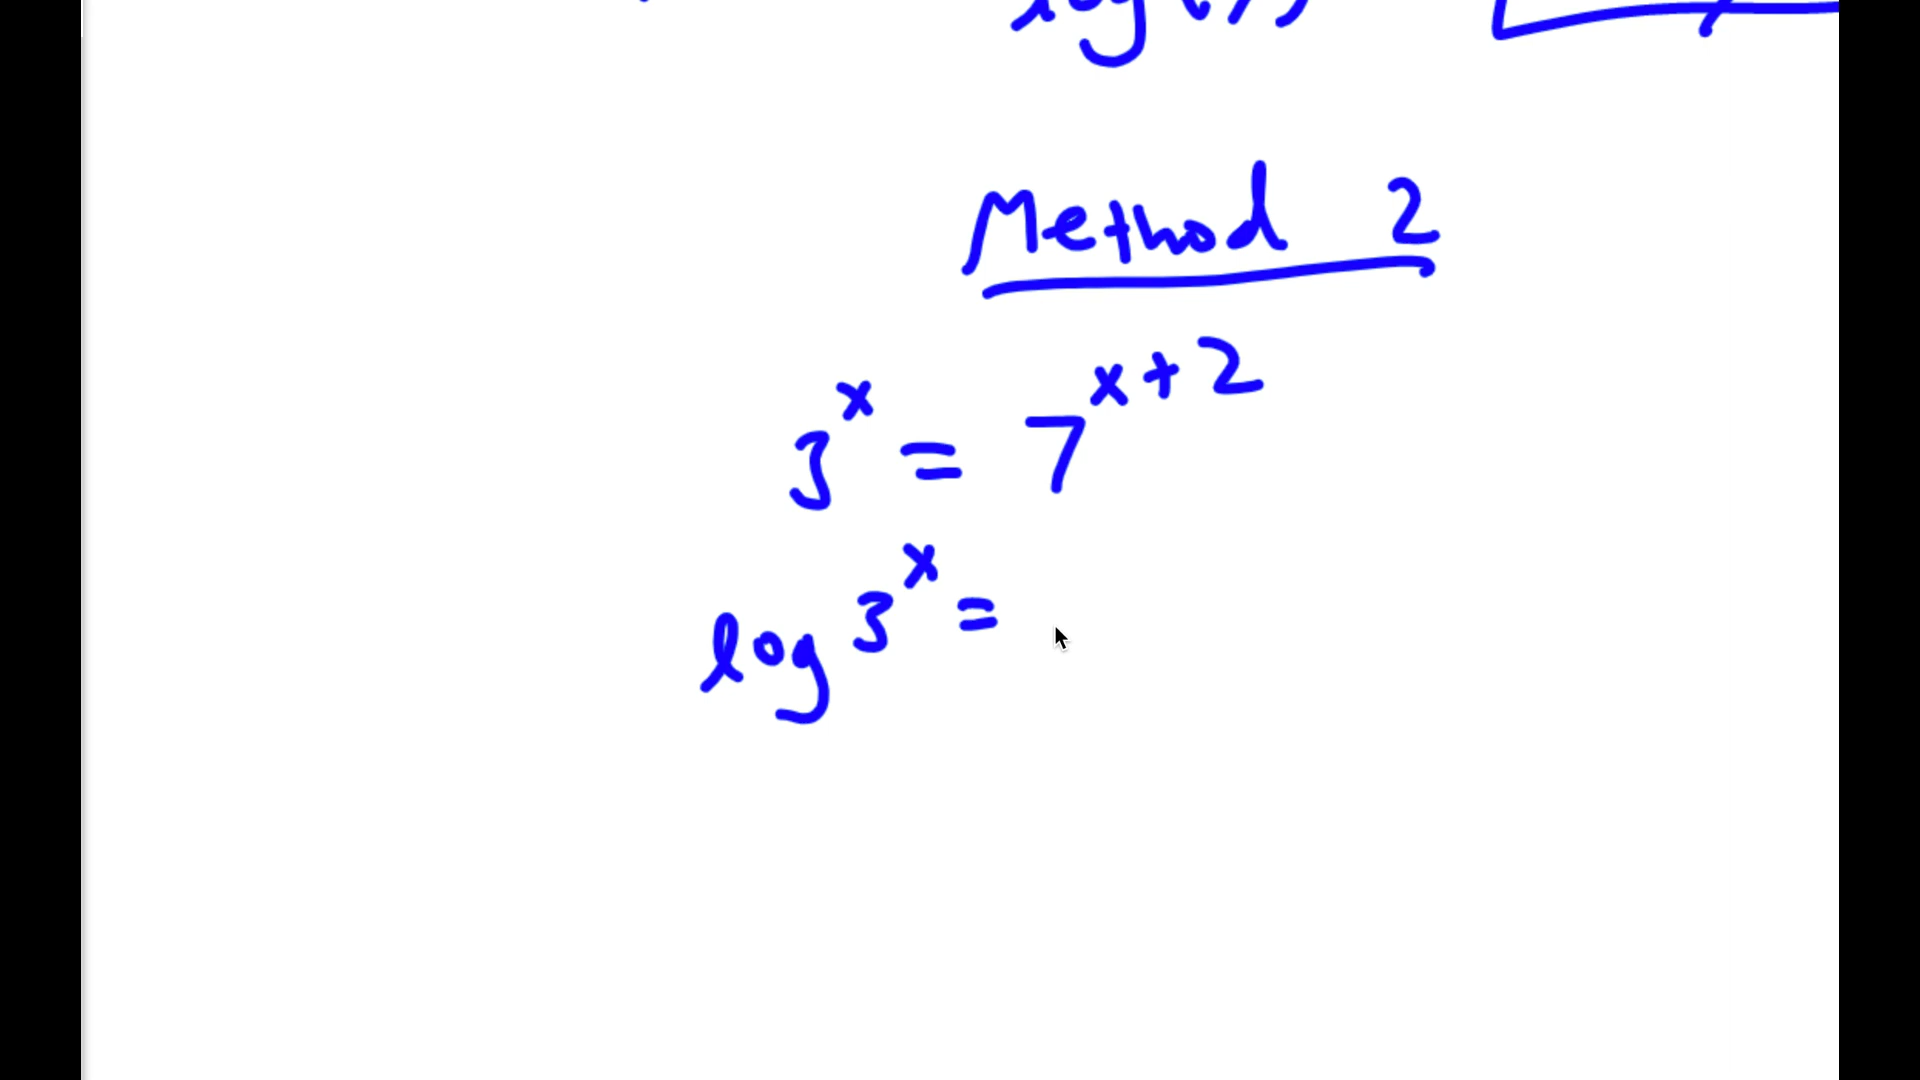 Method 2
3^x = 7^{x+2}
log 3^x =